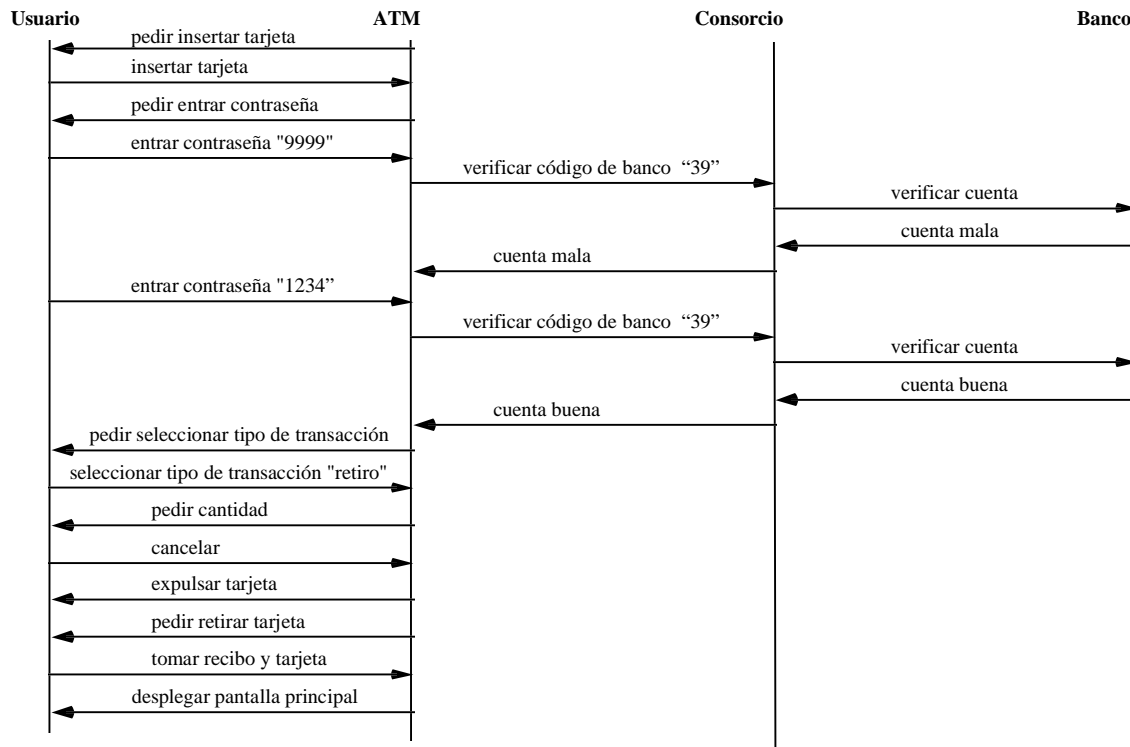 Usuario ATM Consorcio Banco
pedir insertar tarjeta
insertar tarjeta
pedir entrar contraseña
entrar contraseña "9999"
verificar código de banco “39”
verificar cuenta
cuenta mala
cuenta mala
entrar contraseña "1234”
verificar código de banco “39”
verificar cuenta
cuenta buena
cuenta buena
pedir seleccionar tipo de transacción
seleccionar tipo de transacción "retiro"
pedir cantidad
cancelar
expulsar tarjeta
pedir retirar tarjeta
tomar recibo y tarjeta
desplegar pantalla principal